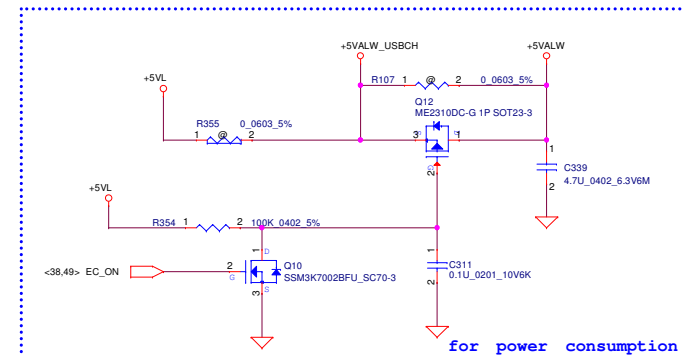 +5VALW_USBCH +5VALW
+5VL
R107 1 @ 2 0_0603_5%
Q12
ME2310DC-G 1P SOT23-3
R355 0_0603_5%
1 @ 2
3 1
G
2
1
C339
4.7U_0402_6.3V6M
2
+5VL
R354 1 2 100K_0402_5%
1 D
<38,49> EC_ON
2
G
Q10
SSM3K7002BFU_SC70-3
3 S
1
C311
0.1U_0201_10V6K
2
for power consumption